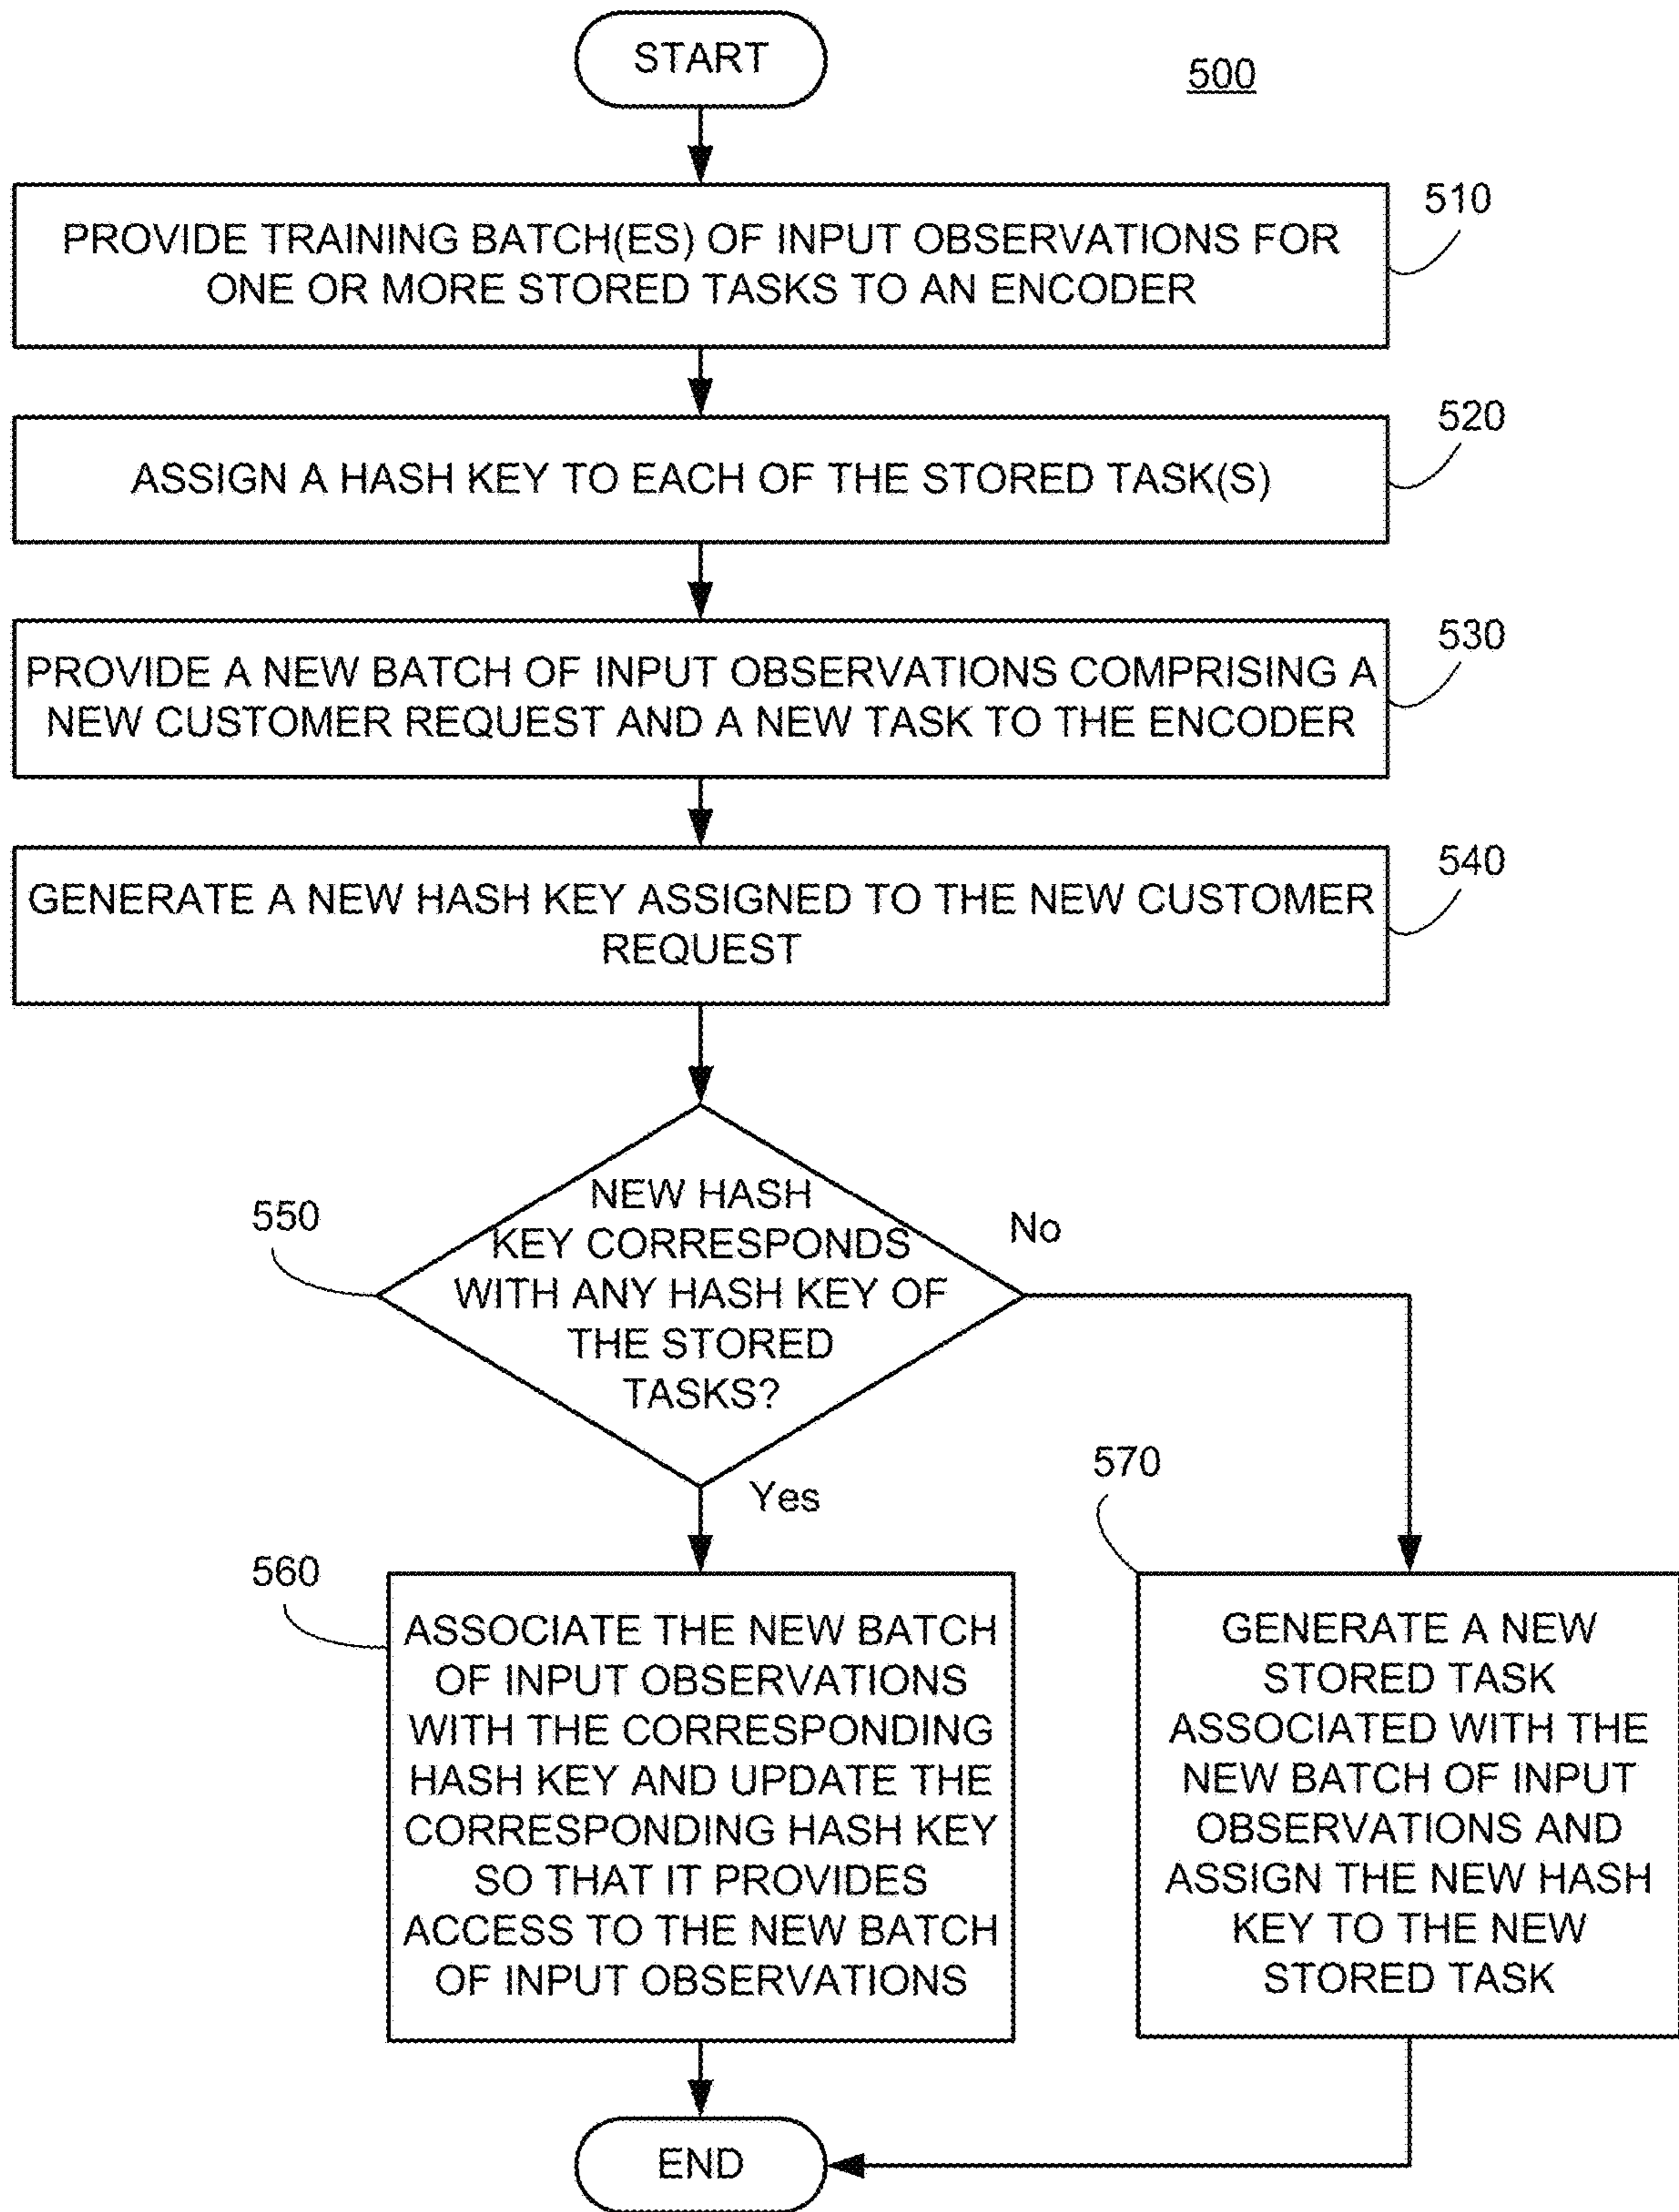 START
500
510
PROVIDE TRAINING BATCH(ES) OF INPUT OBSERVATIONS FOR
ONE OR MORE STORED TASKS TO AN ENCODER
520
ASSIGN A HASH KEY TO EACH OF THE STORED TASK(S)
530
PROVIDE A NEW BATCH OF INPUT OBSERVATIONS COMPRISING A
NEW CUSTOMER REQUEST AND A NEW TASK TO THE ENCODER
540
GENERATE A NEW HASH KEY ASSIGNED TO THE NEW CUSTOMER
REQUEST
550
NEW HASH
KEY CORRESPONDS
WITH ANY HASH KEY OF
THE STORED
TASKS?
No
Yes
560
ASSOCIATE THE NEW BATCH
OF INPUT OBSERVATIONS
WITH THE CORRESPONDING
HASH KEY AND UPDATE THE
CORRESPONDING HASH KEY
SO THAT IT PROVIDES
ACCESS TO THE NEW BATCH
OF INPUT OBSERVATIONS
570
GENERATE A NEW
STORED TASK
ASSOCIATED WITH THE
NEW BATCH OF INPUT
OBSERVATIONS AND
ASSIGN THE NEW HASH
KEY TO THE NEW
STORED TASK
END